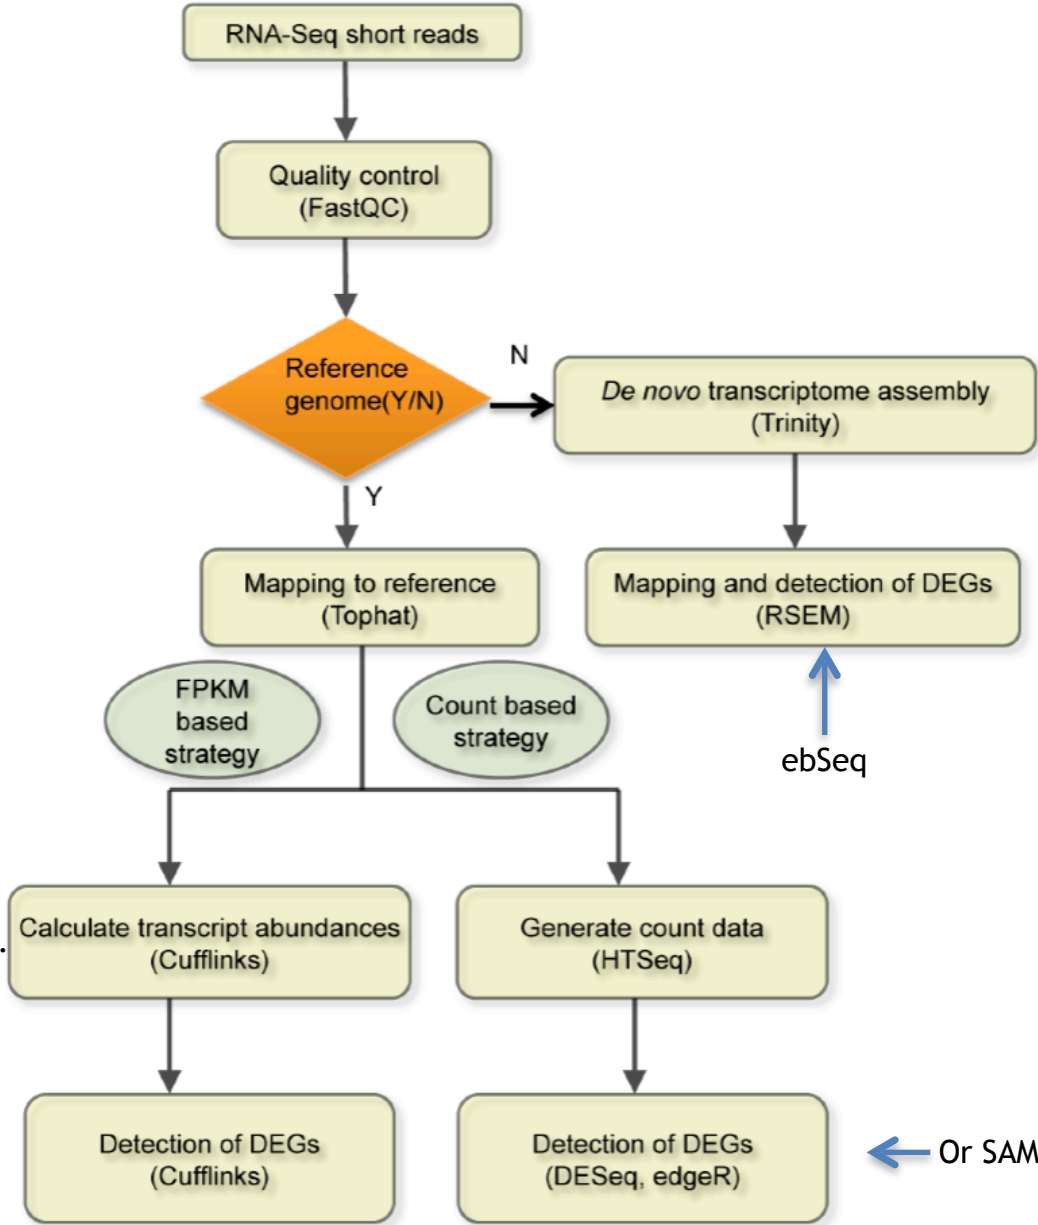 RNA-Seq short reads
Quality control
(FastQC)
Reference
genome(Y/N)
N
De novo transcriptome assembly
(Trinity)
Y
Mapping to reference
(Tophat)
Mapping and detection of DEGs
(RSEM)
FPKM
based
strategy
Count based
strategy
ebSeq
.
Calculate transcript abundances
(Cufflinks)
Generate count data
(HTSeq)
Detection of DEGs
(Cufflinks)
Detection of DEGs
(DESeq, edgeR)
Or SAM